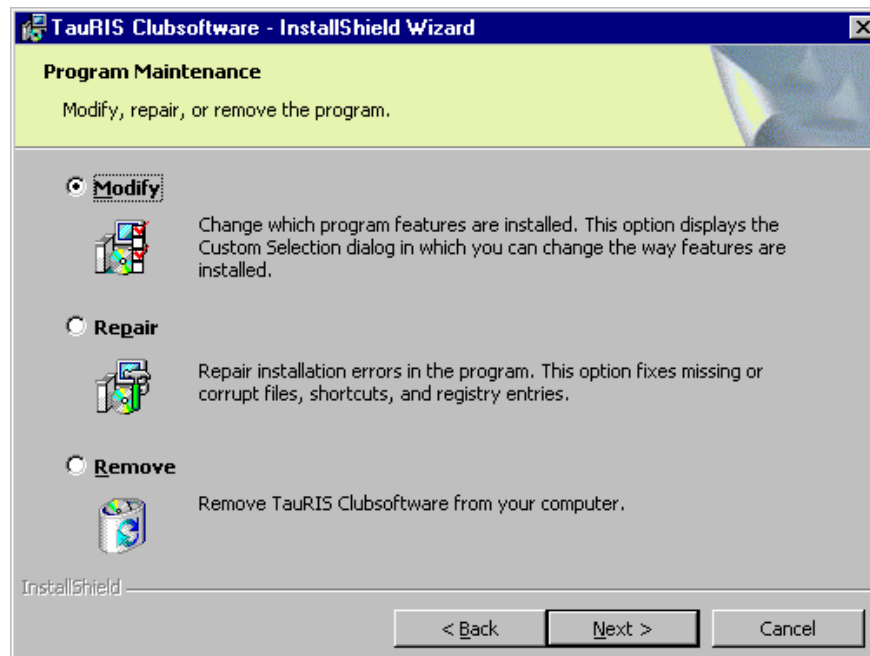 TauRIS Clubsoftware - InstallShield Wizard
Program Maintenance
Modify, repair, or remove the program.
Modify
Change which program features are installed. This option displays the
Custom Selection dialog in which you can change the way features are
installed.
Repair
Repair installation errors in the program. This option fixes missing or
corrupt files, shortcuts, and registry entries.
Remove
Remove TauRIS Clubsoftware from your computer.
InstallShield
< Back
Next >
Cancel